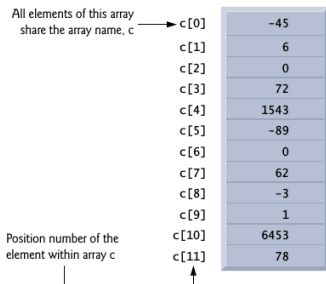 All elements of this array
share the array name, c
c[0] -45
c[1] 6
c[2] 0
c[3] 72
c[4] 1543
c[5] -89
c[6] 0
c[7] 62
c[8] -3
c[9] 1
c[10] 6453
c[11] 78
Position number of the
element within array c